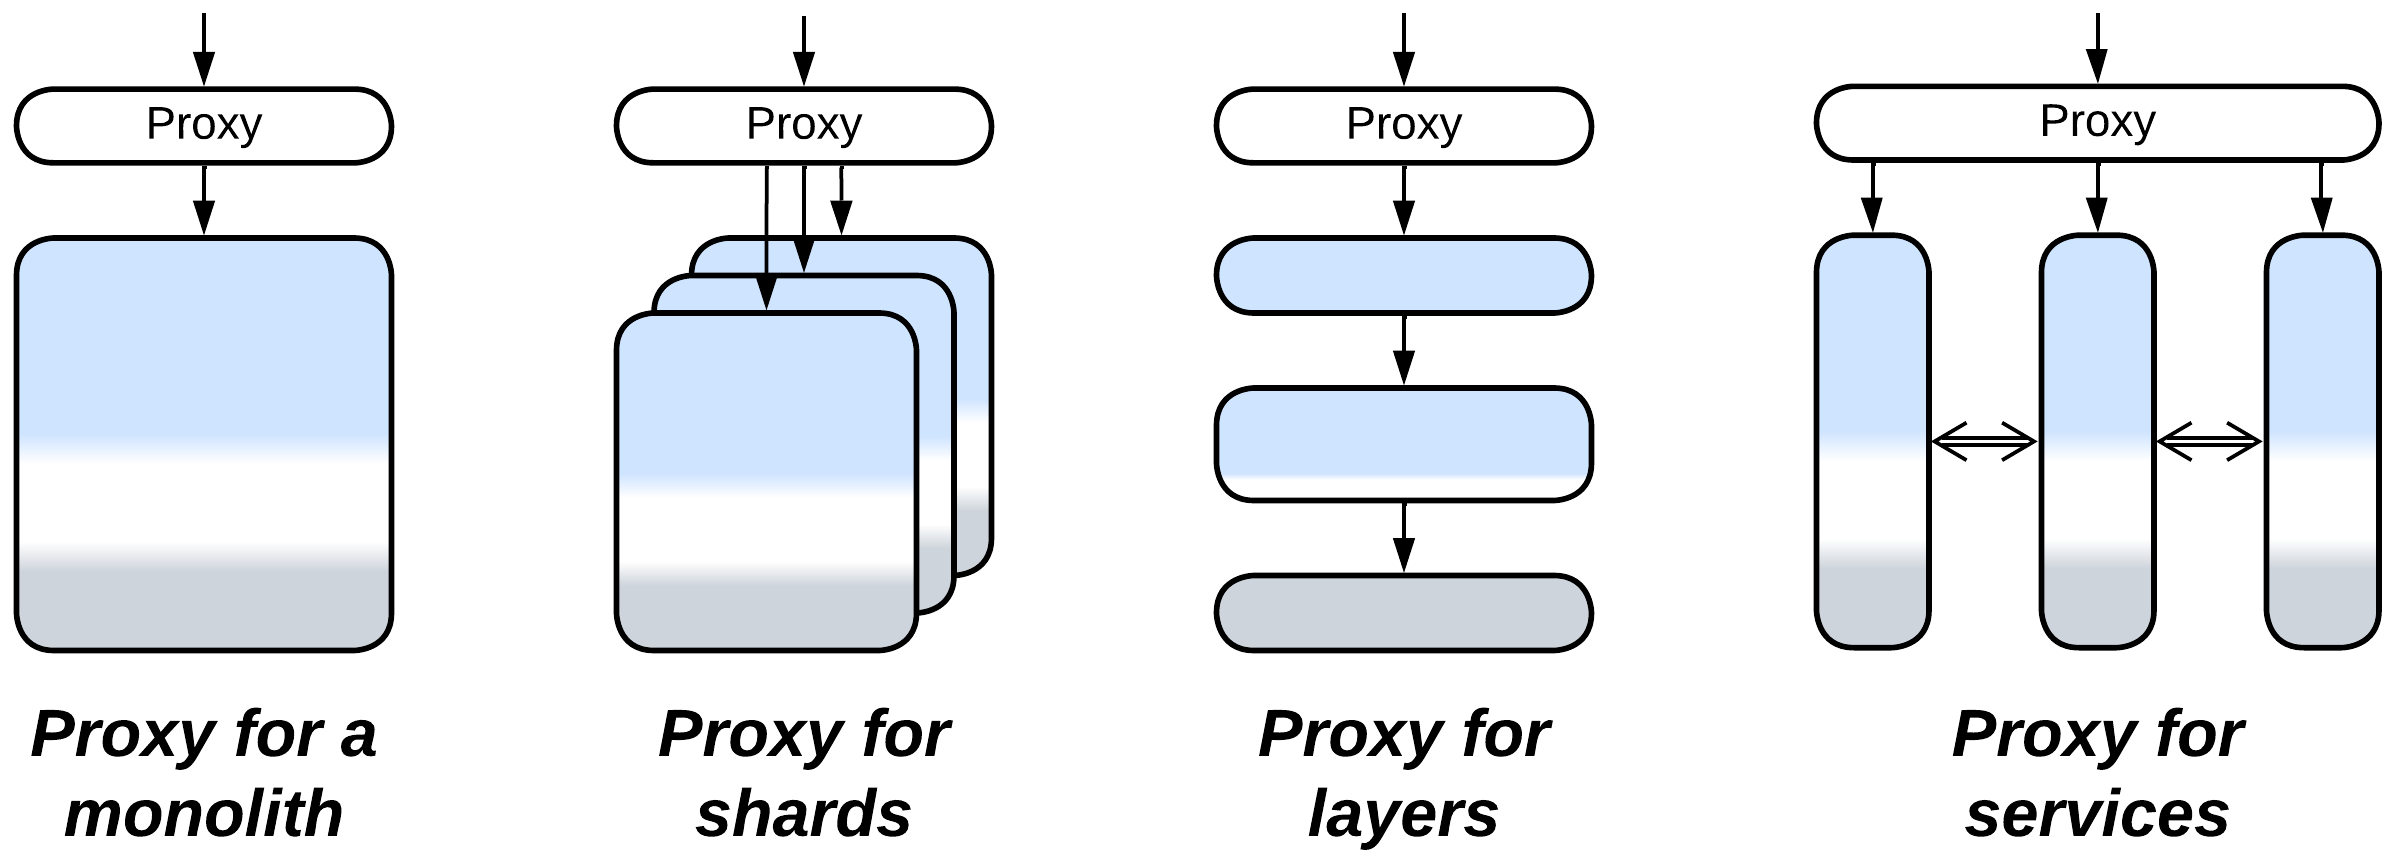 Proxy
Proxy
Proxy
Proxy
Proxy for a
monolith
Proxy for
shards
Proxy for
layers
Proxy for
services